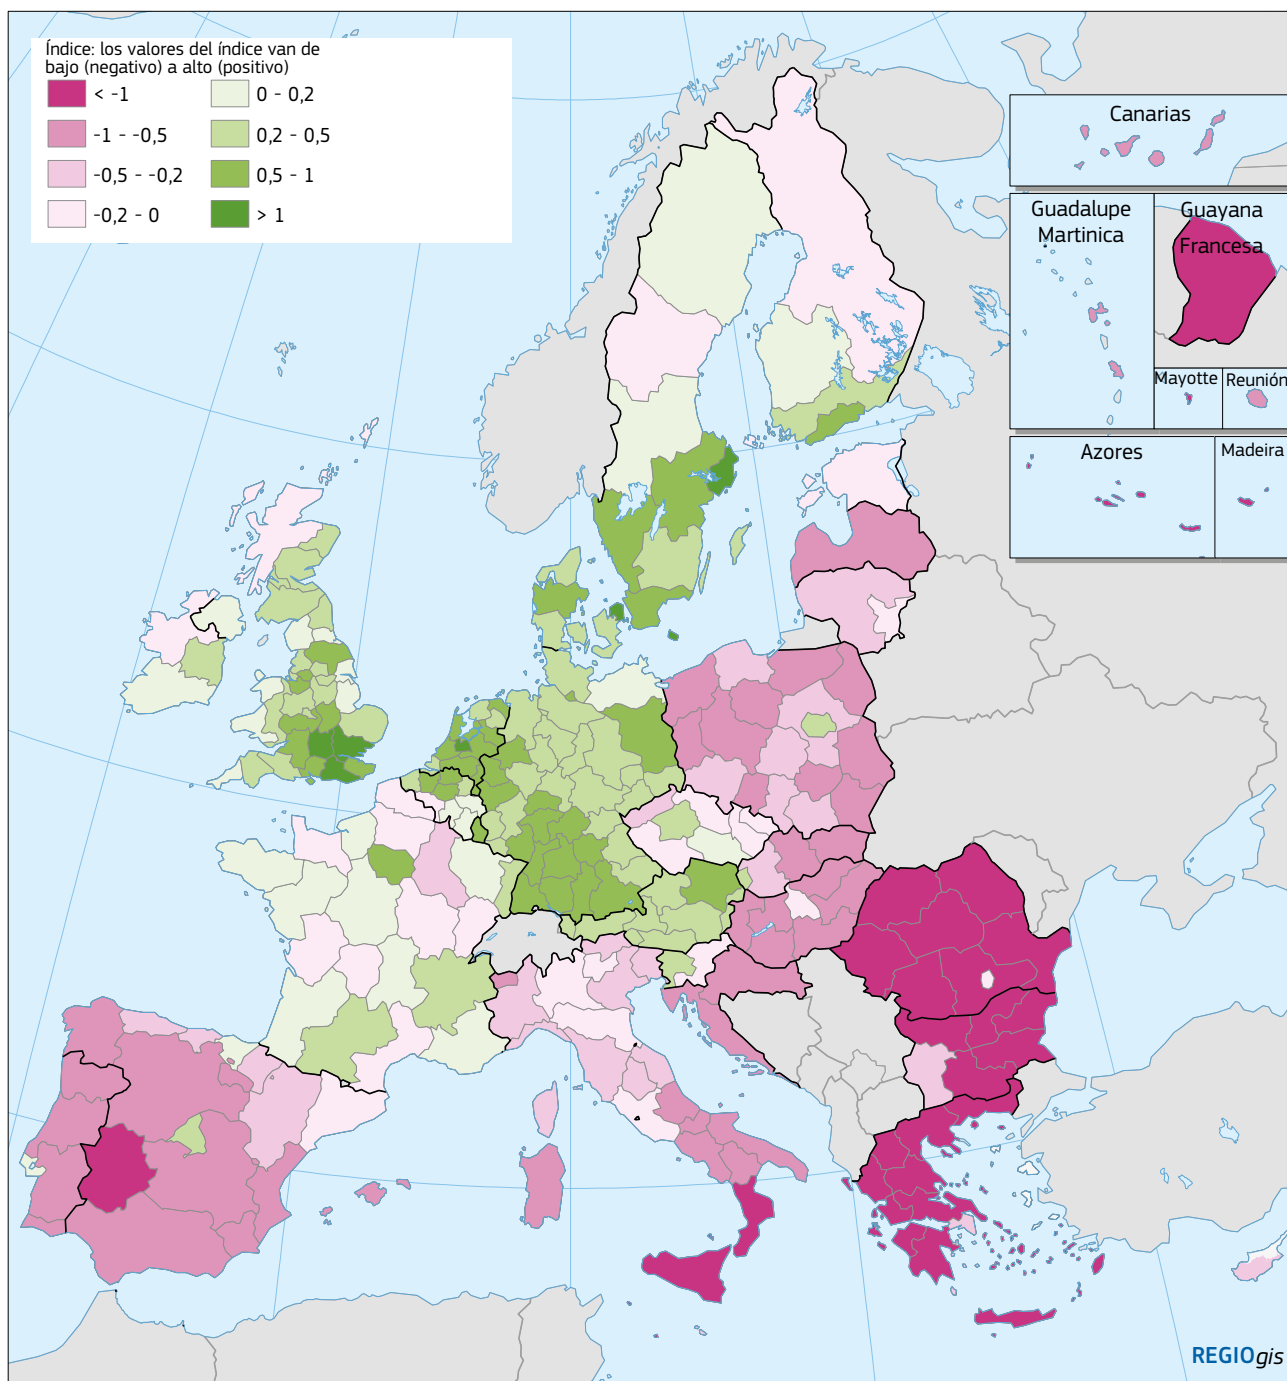 Índice: los valores del índice van de
bajo (negativo) a alto (positivo)
< -1
0 - 0,2
-1 - -0,5
0,2 - 0,5
-0,5 - -0,2
0,5 - 1
-0,2 - 0
> 1
Canarias
Guadalupe
Martinica
Guayana
Francesa
Mayotte
Reunión
Azores
Madeira
REGIOgis